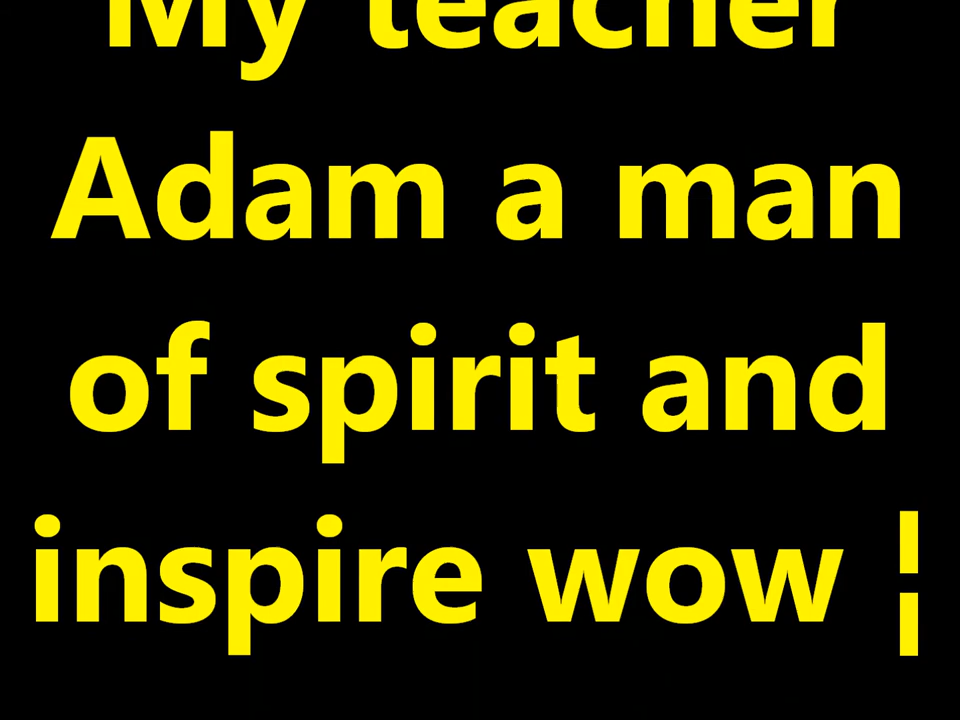 My teacher
Adam a man
of spirit and
inspire wow ¦